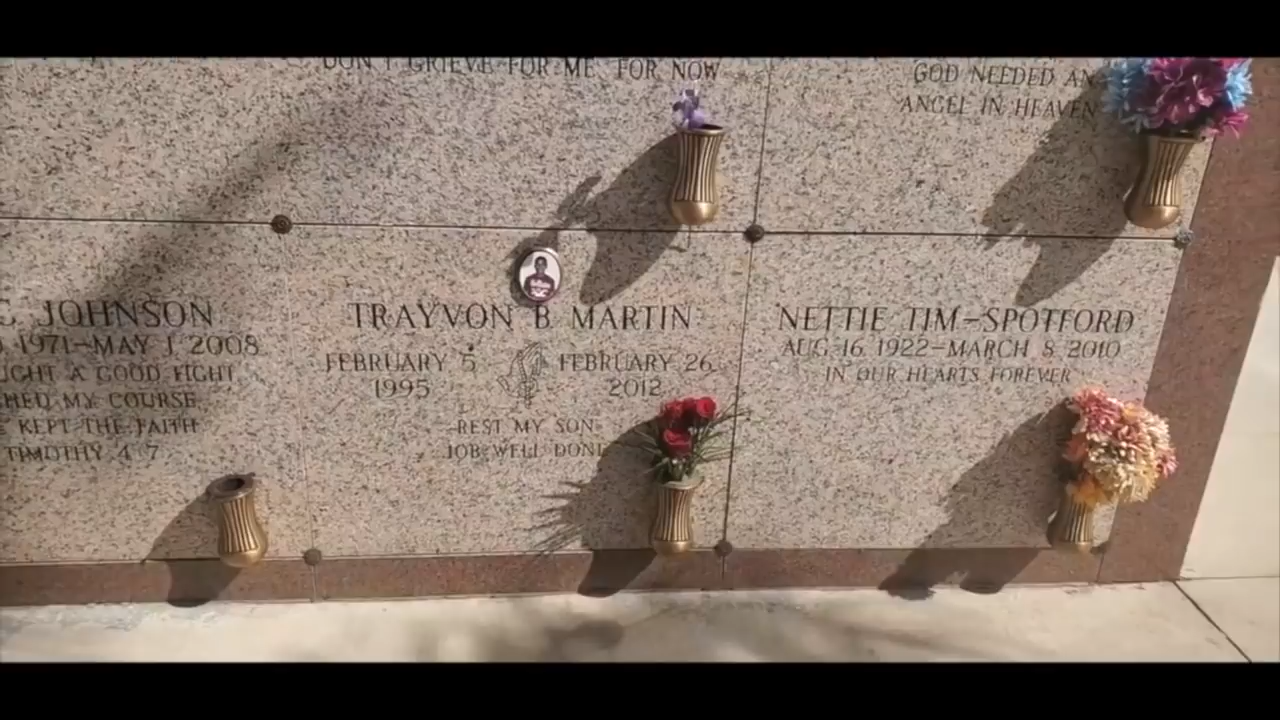 DON'T GRIEVE FOR ME FOR NOW
GOD NEEDED AN
ANGEL IN HEAVEN
C JOHNSON
1971-MAY 1 2008
UGHT A GOOD FIGHT
HED MY COURSE
KEPT THE FAITH
TIMOTHY 4 7
TRAYVON B. MARTIN
FEBRUARY 5 FEBRUARY 26
1995 2012
REST MY SON
JOB WELL DONE
NETTIE TIM-SPOTFORD
AUG 16 1922-MARCH 8 2010
IN OUR HEARTS FOREVER